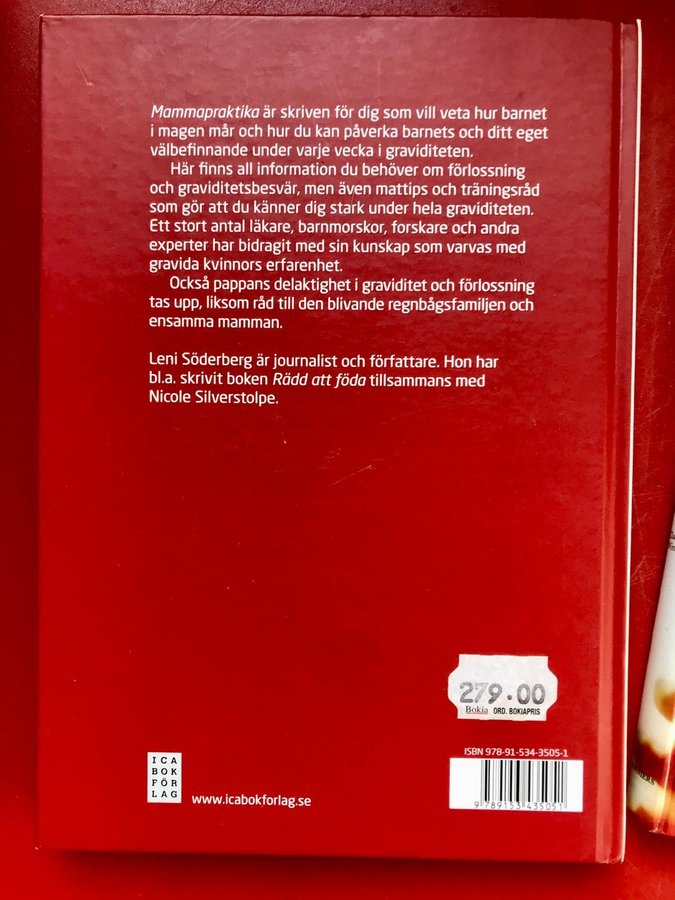 Mammapraktika är skriven för dig som vill veta hur barnet
i magen mår och hur du kan påverka barnets och ditt eget
välbefinnande under varje vecka i graviditeten.
Här finns all information du behöver om förlossning
och graviditetsbesvär, men även mattips och träningsråd
som gör att du känner dig stark under hela graviditeten.
Ett stort antal läkare, barnmorskor, forskare och andra
experter har bidragit med sin kunskap som varvas med
gravida kvinnors erfarenhet.
Också pappans delaktighet i graviditet och förlossning
tas upp, liksom råd till den blivande regnbågsfamiljen och
ensamma mamman.
Leni Söderberg är journalist och författare. Hon har
bl.a. skrivit boken Rädd att föda tillsammans med
Nicole Silverstolpe.
279.00
Bokia ORD. BOKIAPRIS
ISBN 978-91-534-3505-1
ICA
BOK
FÖR
LAG
www.icabokforlag.se
9 789153 435051